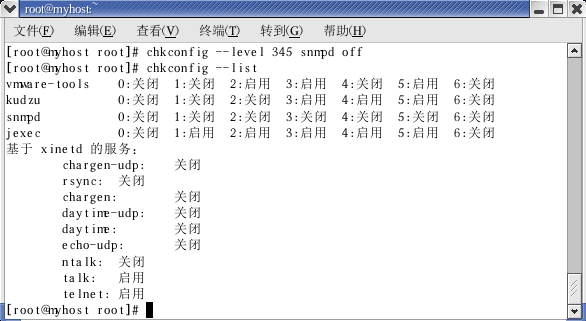 root@myhost:~
文件(F) 编辑(E) 查看(V) 终端(T) 转到(G) 帮助(H)
[root@myhost root]# chkconfig --level 345 snmpd off
[root@myhost root]# chkconfig --list
vmware-tools 0:关闭 1:关闭 2:启用 3:启用 4:关闭 5:启用 6:关闭
kudzu 0:关闭 1:关闭 2:关闭 3:启用 4:启用 5:启用 6:关闭
snmpd 0:关闭 1:启用 2:启用 3:关闭 4:关闭 5:关闭 6:关闭
jexec 0:关闭 1:启用 2:关闭 3:启用 4:关闭 5:启用 6:关闭
基于 xinetd 的服务:
chargen-udp: 关闭
rsync: 关闭
chargen: 关闭
daytime-udp: 关闭
daytime: 关闭
echo-udp: 关闭
ntalk: 关闭
talk: 启用
telnet: 启用
[root@myhost root]#